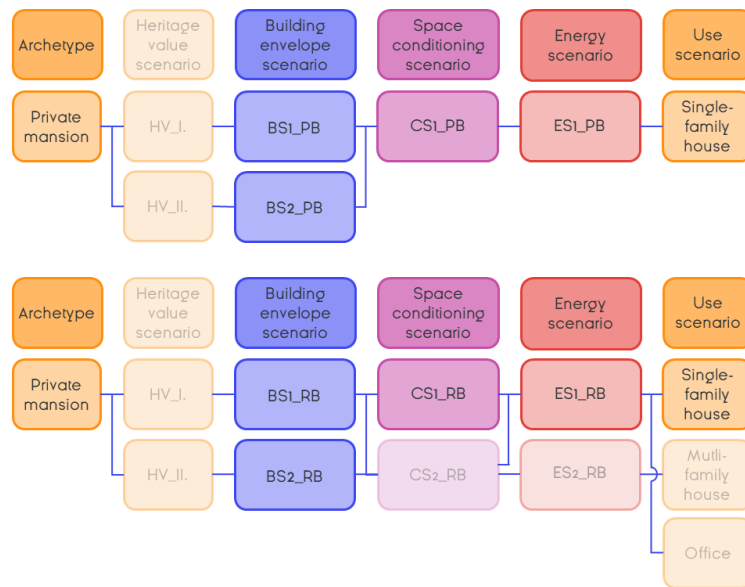 Archetype
Heritage
value
scenario
Building
envelope
scenario
Space
conditioning
scenario
Energy
scenario
Use
scenario
Private
mansion
HV_I.
BS1_PB
CS1_PB
ES1_PB
Single-
family
house
HV_II.
BS2_PB
Archetype
Heritage
value
scenario
Building
envelope
scenario
Space
conditioning
scenario
Energy
scenario
Use
scenario
Private
mansion
HV_I.
BS1_RB
CS1_RB
ES1_RB
Single-
family
house
HV_II.
BS2_RB
CS2_RB
ES2_RB
Mutli-
family
house
Office